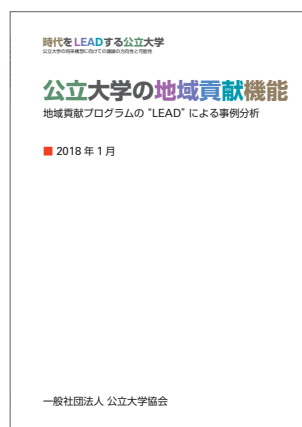 時代をLEADする公立大学
公立大学の将来構想に向けての議論の方向性と可能性
公立大学の地域貢献機能
地域貢献プログラムの “LEAD” による事例分析
■ 2018 年 1 月
一般社団法人 公立大学協会